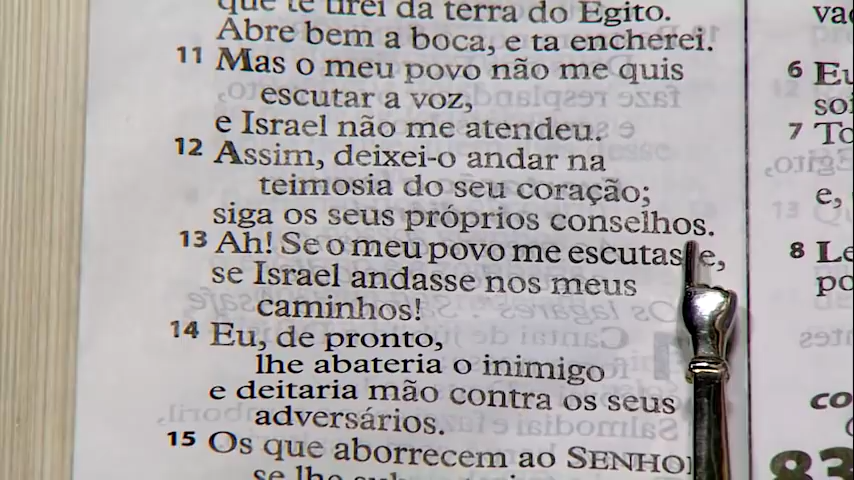 que te tirei da terra do Egito.
Abre bem a boca, e ta encherei.
11 Mas o meu povo não me quis
escutar a voz,
e Israel não me atendeu.
12 Assim, deixei-o andar na
teimosia do seu coração;
siga os seus próprios conselhos.
13 Ah! Se o meu povo me escutasse,
se Israel andasse nos meus
caminhos!
14 Eu, de pronto,
lhe abateria o inimigo
e deitaria mão contra os seus
adversários.
15 Os que aborrecem ao SENHOR
se lhe
6 Eu
7
e,
8
83